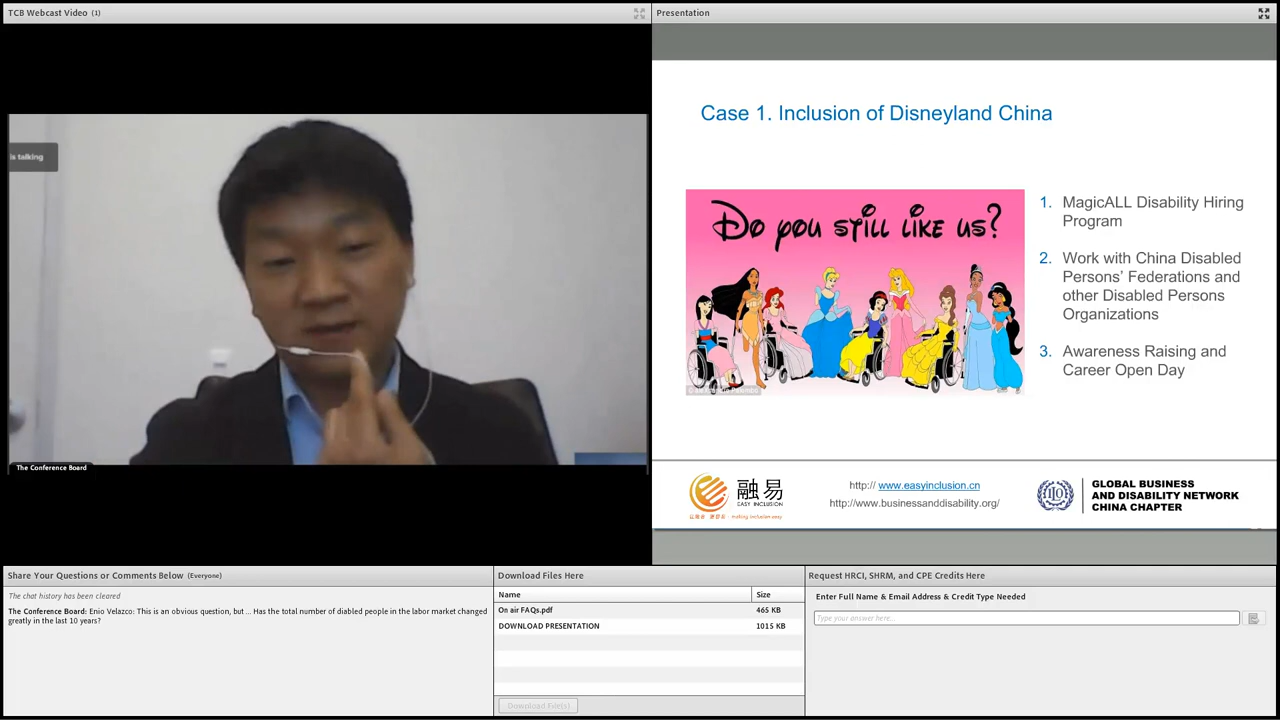 TCB Webcast Video (1)
Presentation
is talking
The Conference Board
Case 1. Inclusion of Disneyland China
Do you still like us?
1. MagicALL Disability Hiring
Program
2. Work with China Disabled
Persons’ Federations and
other Disabled Persons
Organizations
3. Awareness Raising and
Career Open Day
融易
EASY INCLUSION
making inclusion easy
http:// www.easyinclusion.cn
http://www.businessanddisability.org/
GLOBAL BUSINESS
AND DISABILITY NETWORK
CHINA CHAPTER
Share Your Questions or Comments Below (Everyone)
The chat history has been cleared
The Conference Board: Enio Velazco: This is an obvious question, but ... Has the total number of diabled people in the labor market changed
greatly in the last 10 years?
Download Files Here
Name Size
On air FAQs.pdf 465 KB
DOWNLOAD PRESENTATION 1015 KB
Download File(s)
Request HRCI, SHRM, and CPE Credits Here
Enter Full Name & Email Address & Credit Type Needed
Type your answer here...